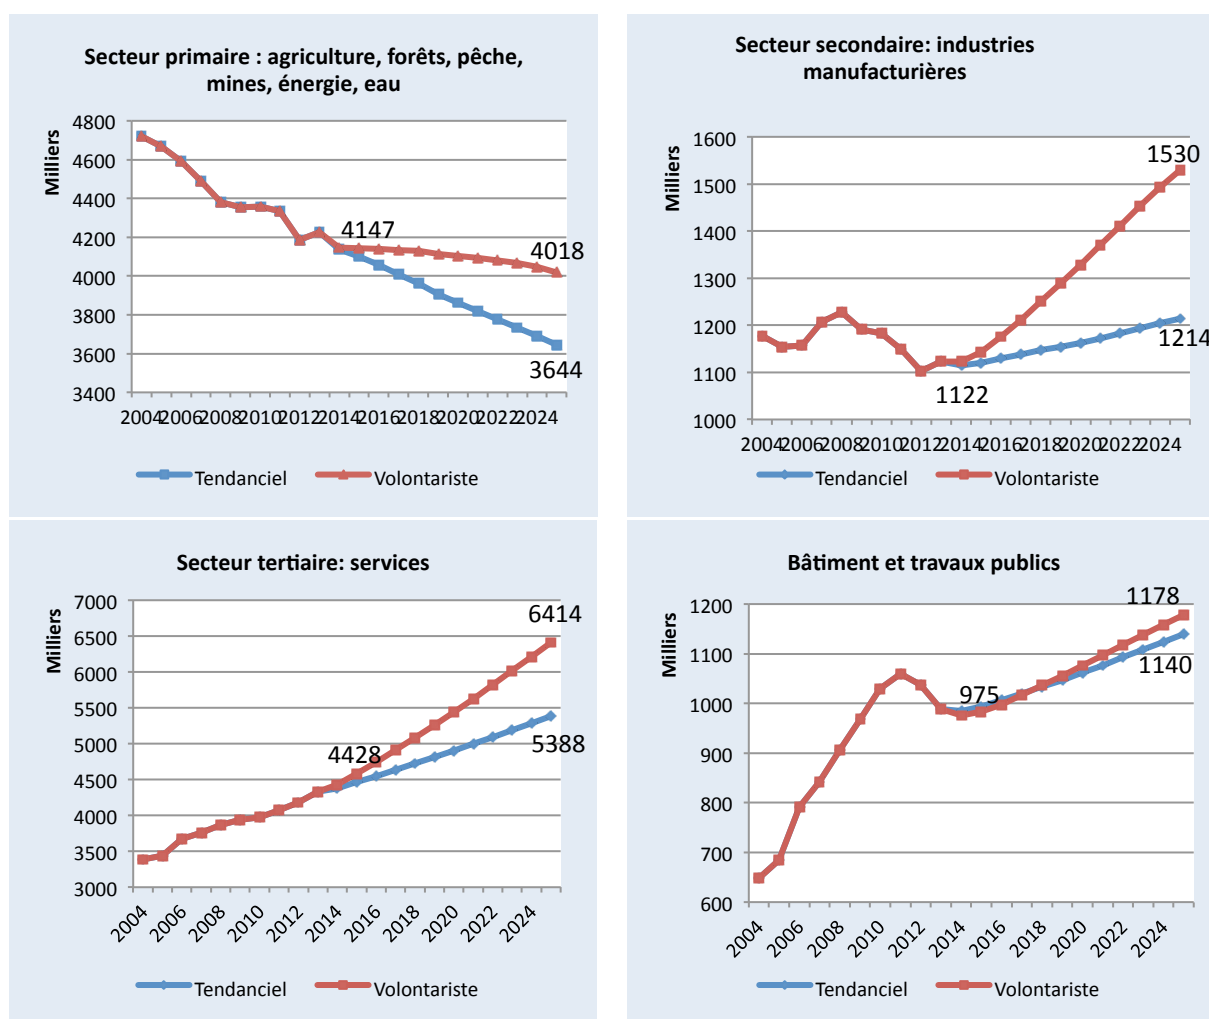 Secteur primaire : agriculture, forêts, pêche,
mines, énergie, eau
Milliers
4800
4600
4400
4200
4000
3800
3600
3400
4147
4018
3644
2004 2006 2008 2010 2012 2014 2016 2018 2020 2022 2024
Tendanciel Volontariste
Secteur secondaire: industries
manufacturières
Milliers
1600
1500
1400
1300
1200
1100
1000
1530
1214
1122
2004 2006 2008 2010 2012 2014 2016 2018 2020 2022 2024
Tendanciel Volontariste
Secteur tertiaire: services
Milliers
7000
6500
6000
5500
5000
4500
4000
3500
3000
6414
4428
5388
2004 2006 2008 2010 2012 2014 2016 2018 2020 2022 2024
Tendanciel Volontariste
Bâtiment et travaux publics
Milliers
1200
1100
1000
900
800
700
600
1178
975
1140
2004 2006 2008 2010 2012 2014 2016 2018 2020 2022 2024
Tendanciel Volontariste